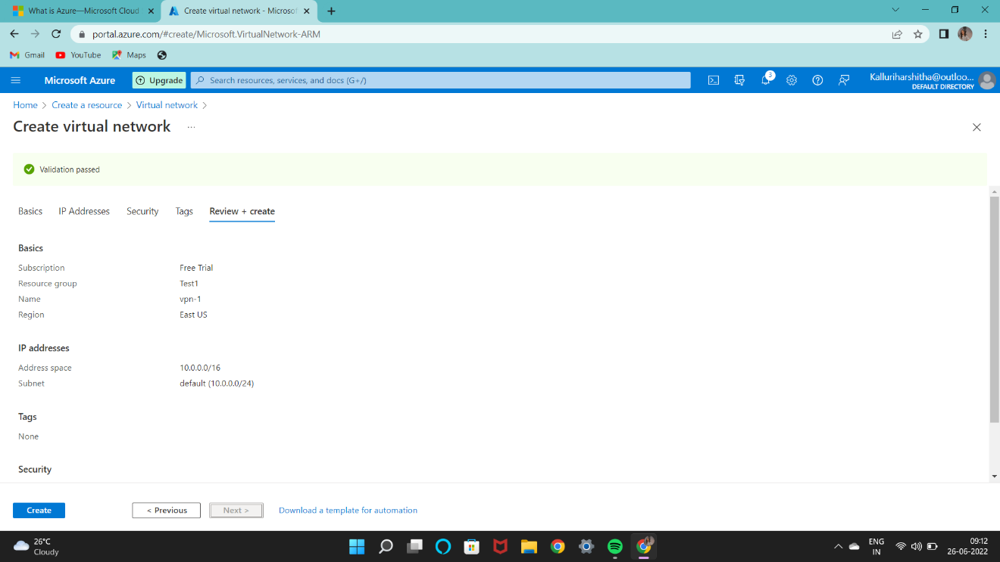 What is Azure—Microsoft Cloud
Create virtual network - Microsof
portal.azure.com/#create/Microsoft.VirtualNetwork-ARM
Gmail YouTube Maps
Microsoft Azure Upgrade Search resources, services, and docs (G+/) 3 Kalluriharshitha@outloo...
DEFAULT DIRECTORY
Home > Create a resource > Virtual network >
Create virtual network ...
Validation passed
Basics IP Addresses Security Tags Review + create
Basics
Subscription Free Trial
Resource group Test1
Name vpn-1
Region East US
IP addresses
Address space 10.0.0.0/16
Subnet default (10.0.0.0/24)
Tags
None
Security
Create < Previous Next > Download a template for automation
26°C
Cloudy
ENG
IN
09:12
26-06-2022